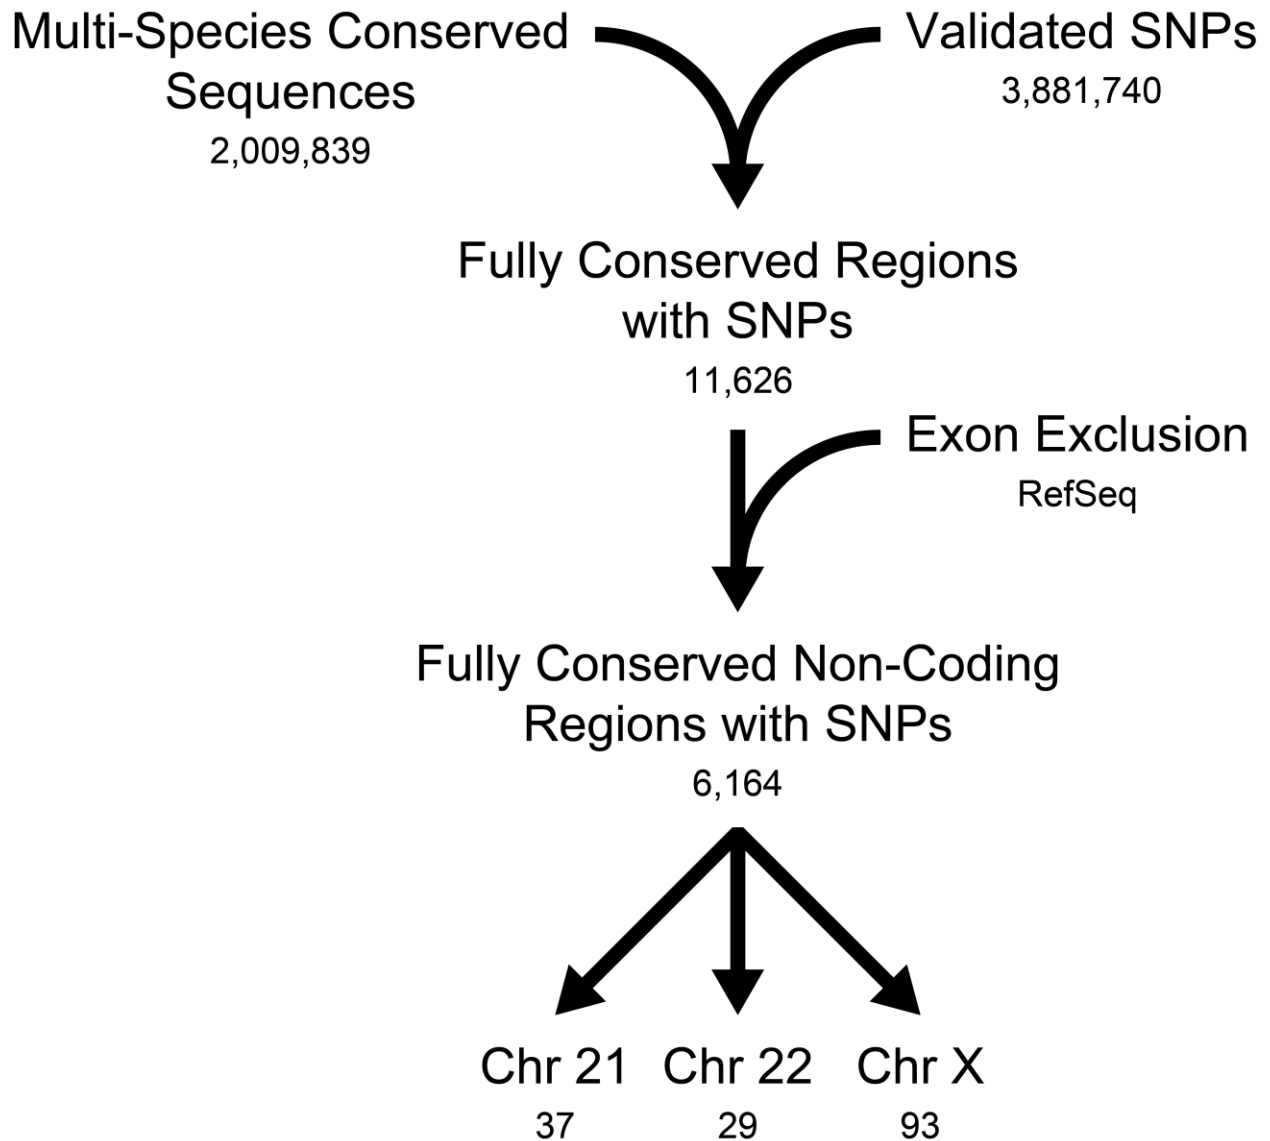 Multi-Species Conserved
Sequences
2,009,839
Validated SNPs
3,881,740
Fully Conserved Regions
with SNPs
11,626
Exon Exclusion
RefSeq
Fully Conserved Non-Coding
Regions with SNPs
6,164
Chr 21 Chr 22 Chr X
37 29 93